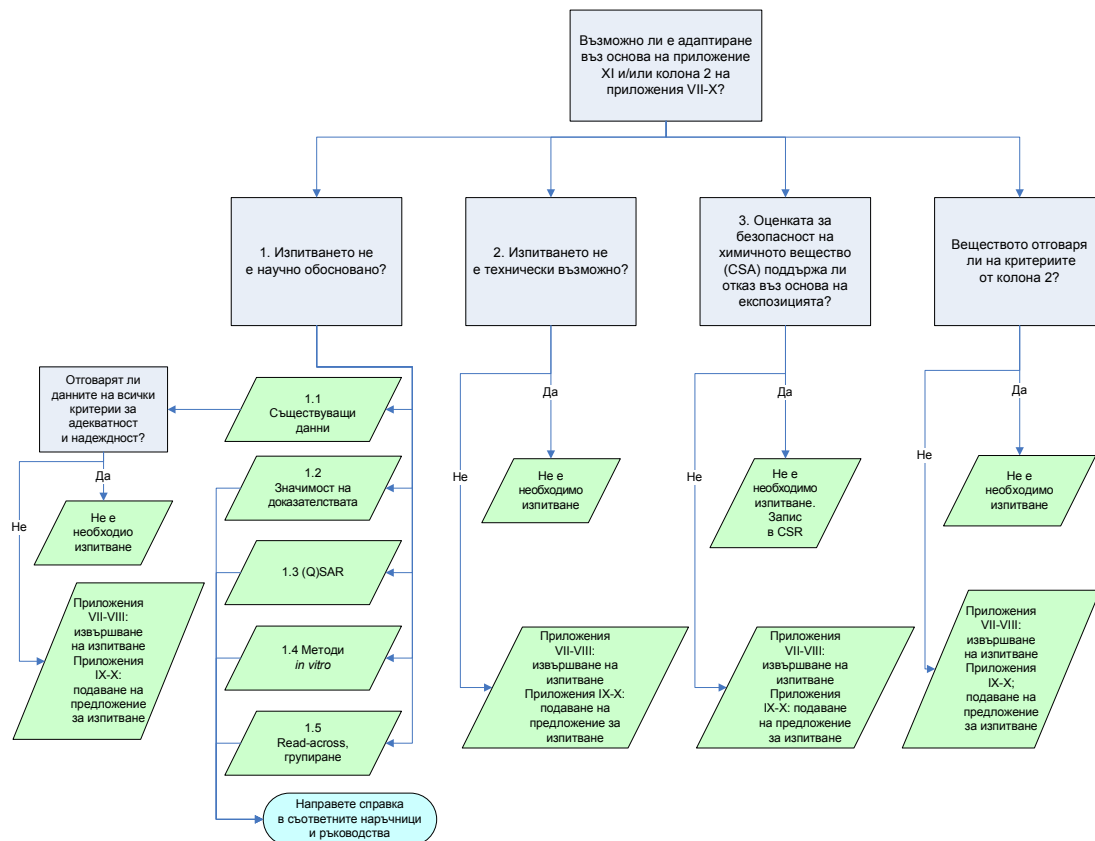 Възможно ли е адаптиране
въз основа на приложение
XI и/или колона 2 на
приложения VII-X?
1. Изпитването не
е научно обосновано?
2. Изпитването не
е технически възможно?
3. Оценката за
безопасност на
химичното вещество
(CSA) поддържа ли
отказ въз основа на
експозицията?
Веществото отговаря
ли на критериите
от колона 2?
Отговарят ли
данните на всички
критерии за
адекватност
и надеждност?
Да
Не
Не е
необходио
изпитване
Приложения
VII-VIII:
извършване
на изпитване
Приложения
IX-X:
подаване на
предложение
за изпитване
1.1
Съществуващи
данни
1.2
Значимост на
доказателствата
1.3 (Q)SAR
1.4 Методи
in vitro
1.5
Read-across,
групиране
Направете справка
в съответните наръчници
и ръководства
Да
Не
Не е
необходимо
изпитване
Приложения
VII-VIII:
извършване на
изпитване
Приложения IX-X:
подаване на
предложение за
изпитване
Да
Не
Не е
необходимо
изпитване.
Запис
в CSR
Приложения
VII-VIII:
извършване на
изпитване
Приложения
IX-X: подаване
на предложение
за изпитване
Да
Не
Не е
необходимо
изпитване
Приложения
VII-VIII:
извършване
на изпитване
Приложения
IX-X;
подаване на
предложение
за изпитване